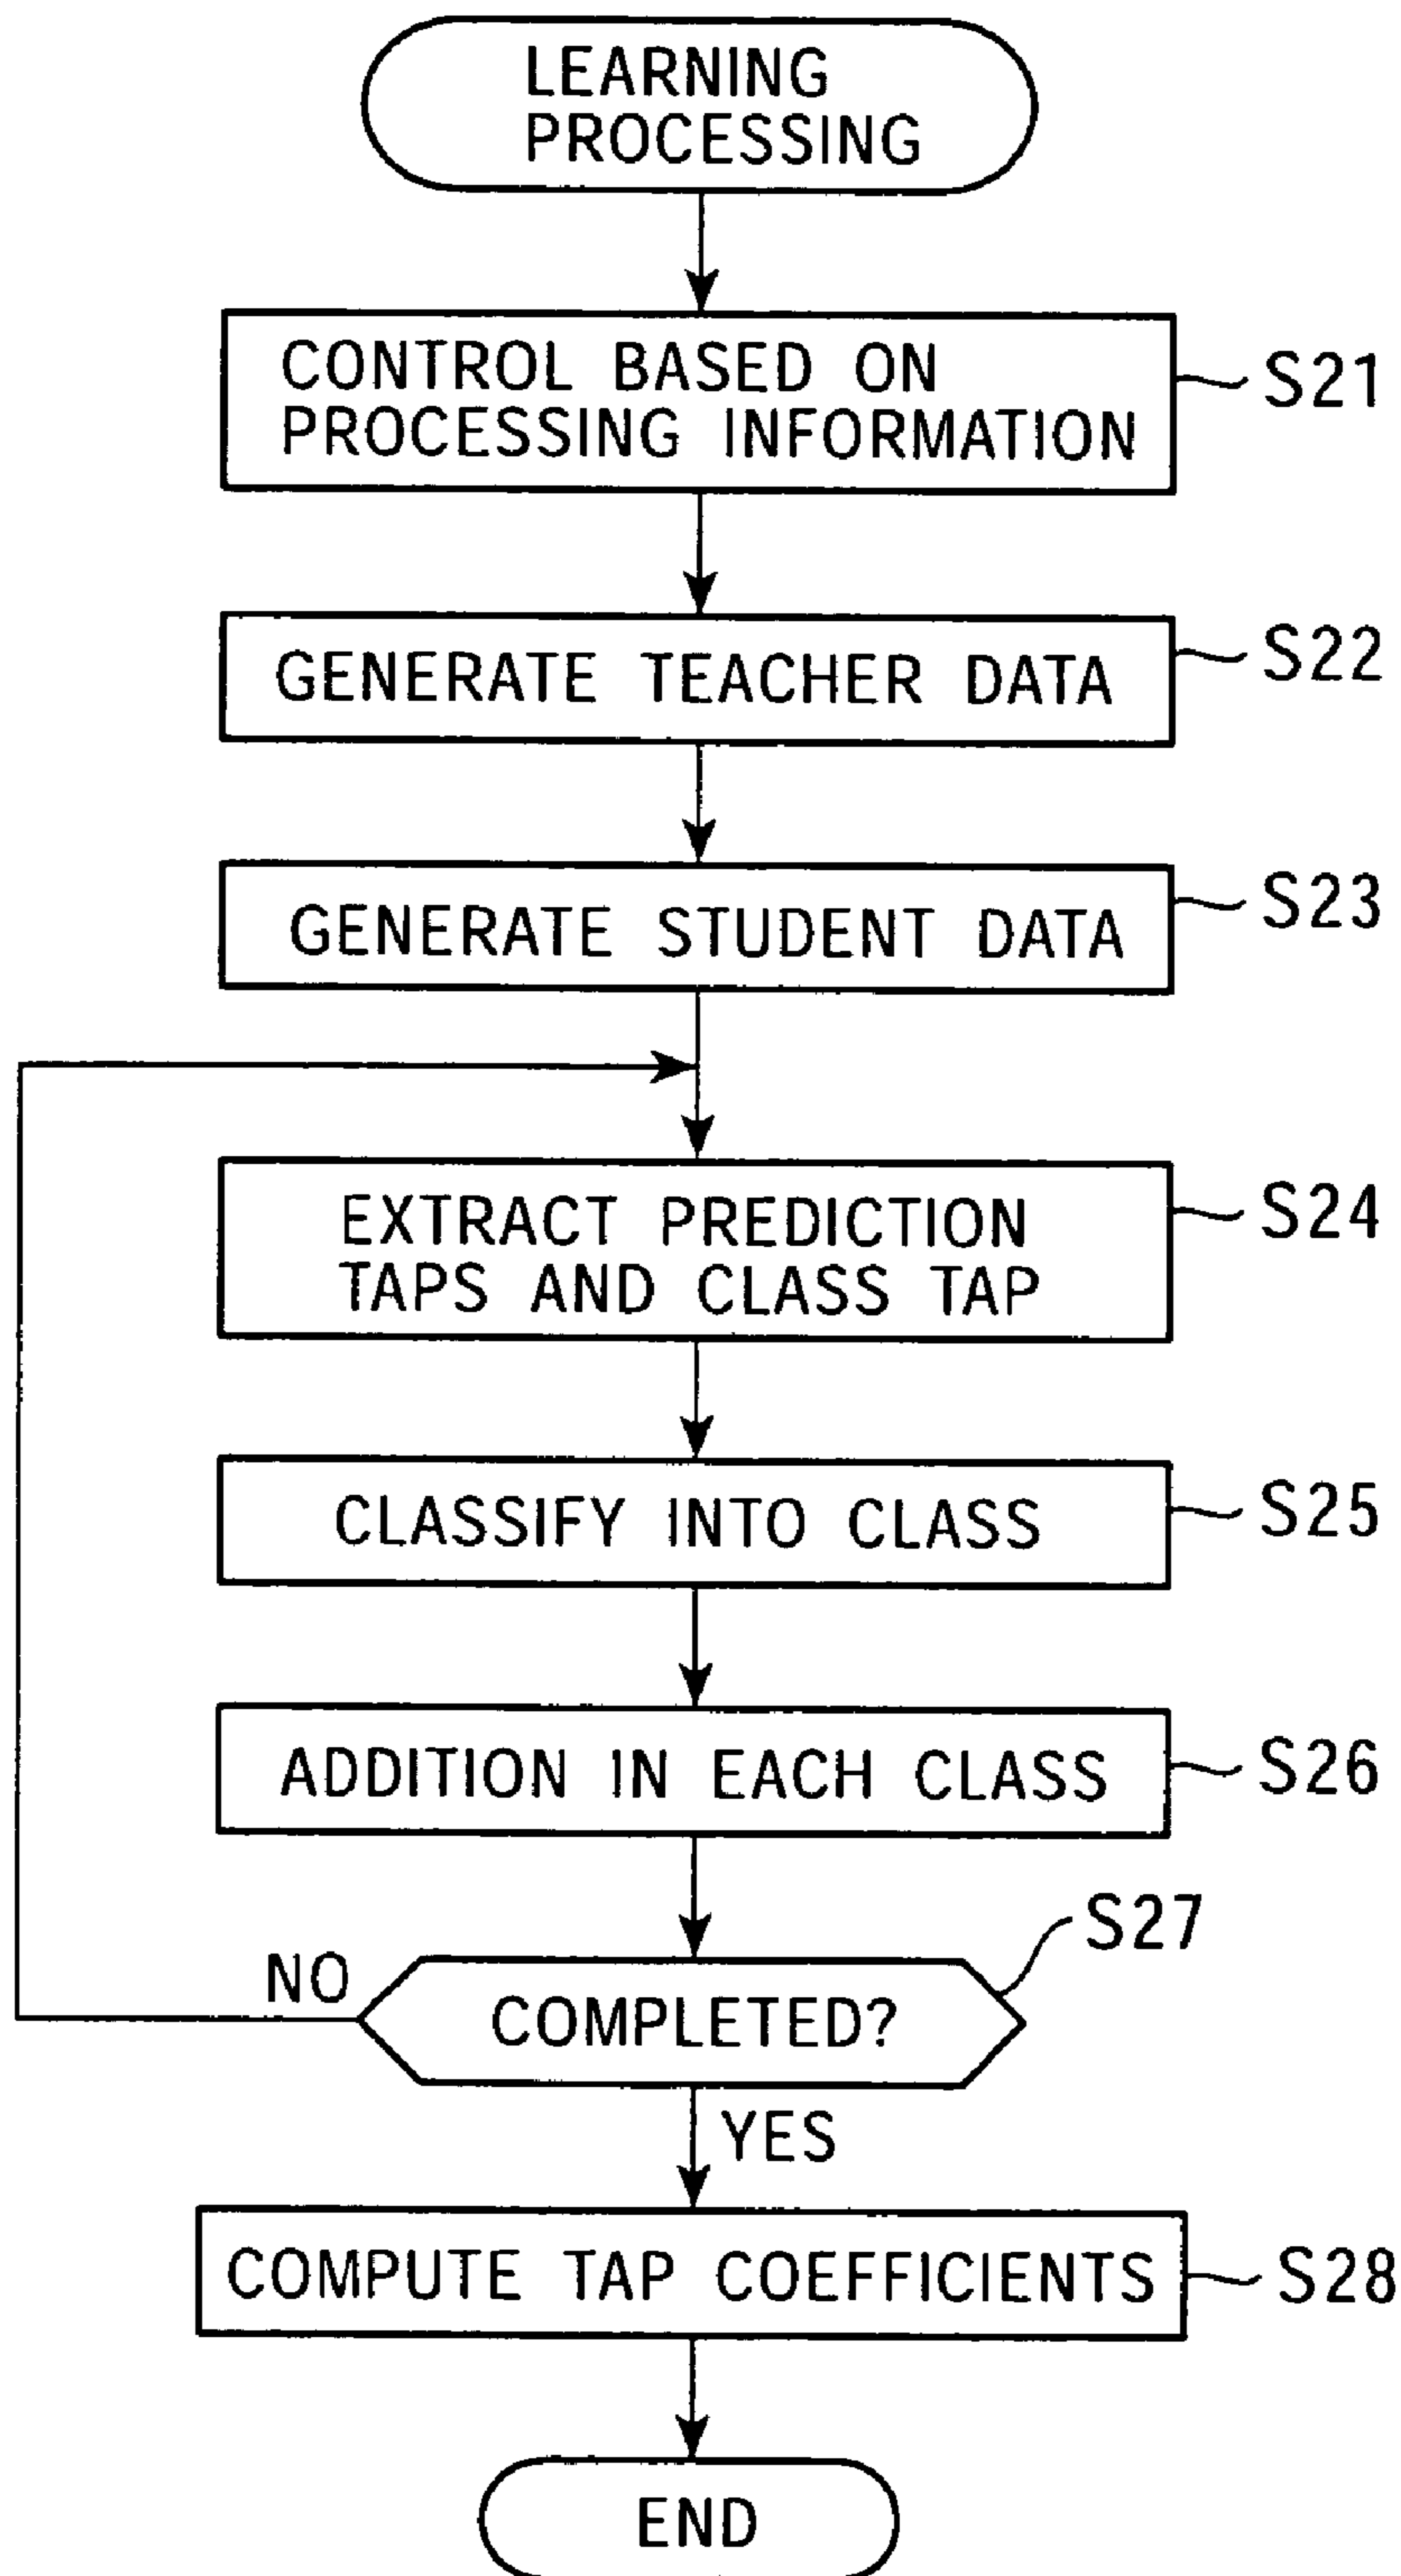 LEARNING
PROCESSING
CONTROL BASED ON
PROCESSING INFORMATION
S21
GENERATE TEACHER DATA
S22
GENERATE STUDENT DATA
S23
EXTRACT PREDICTION
TAPS AND CLASS TAP
S24
CLASSIFY INTO CLASS
S25
ADDITION IN EACH CLASS
S26
S27
NO
COMPLETED?
YES
COMPUTE TAP COEFFICIENTS
S28
END